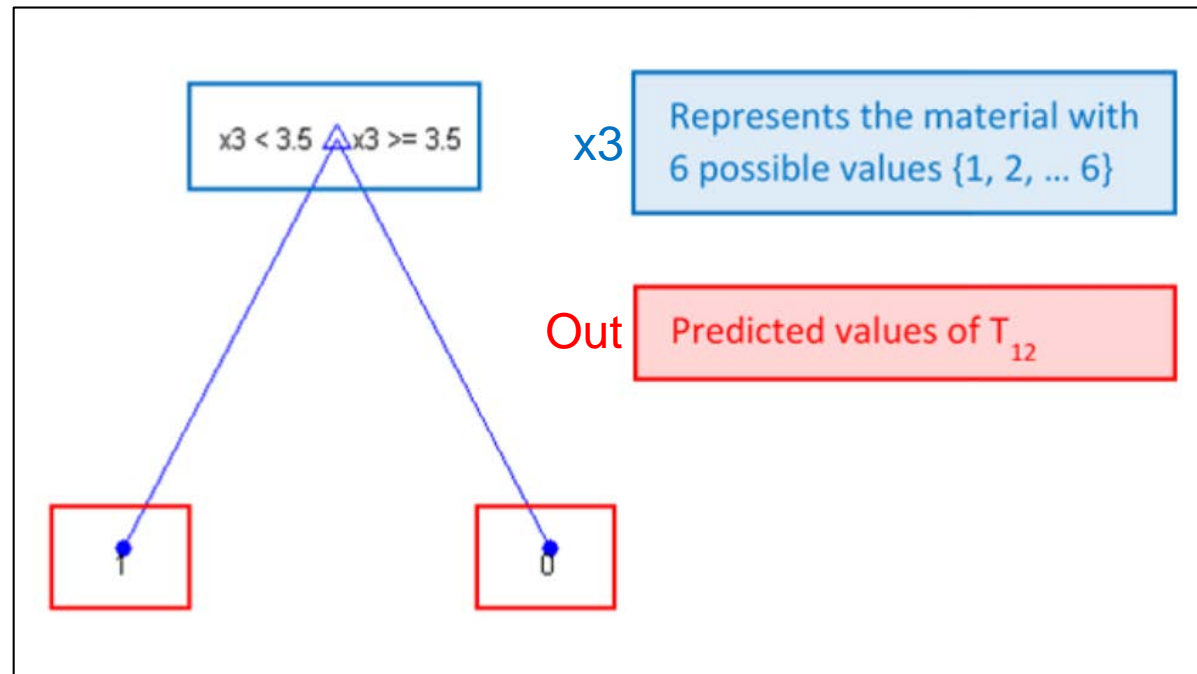 x3 < 3.5 x3 >= 3.5
x3
Represents the material with
6 possible values {1, 2, ... 6}
Out
Predicted values of T12
1
0